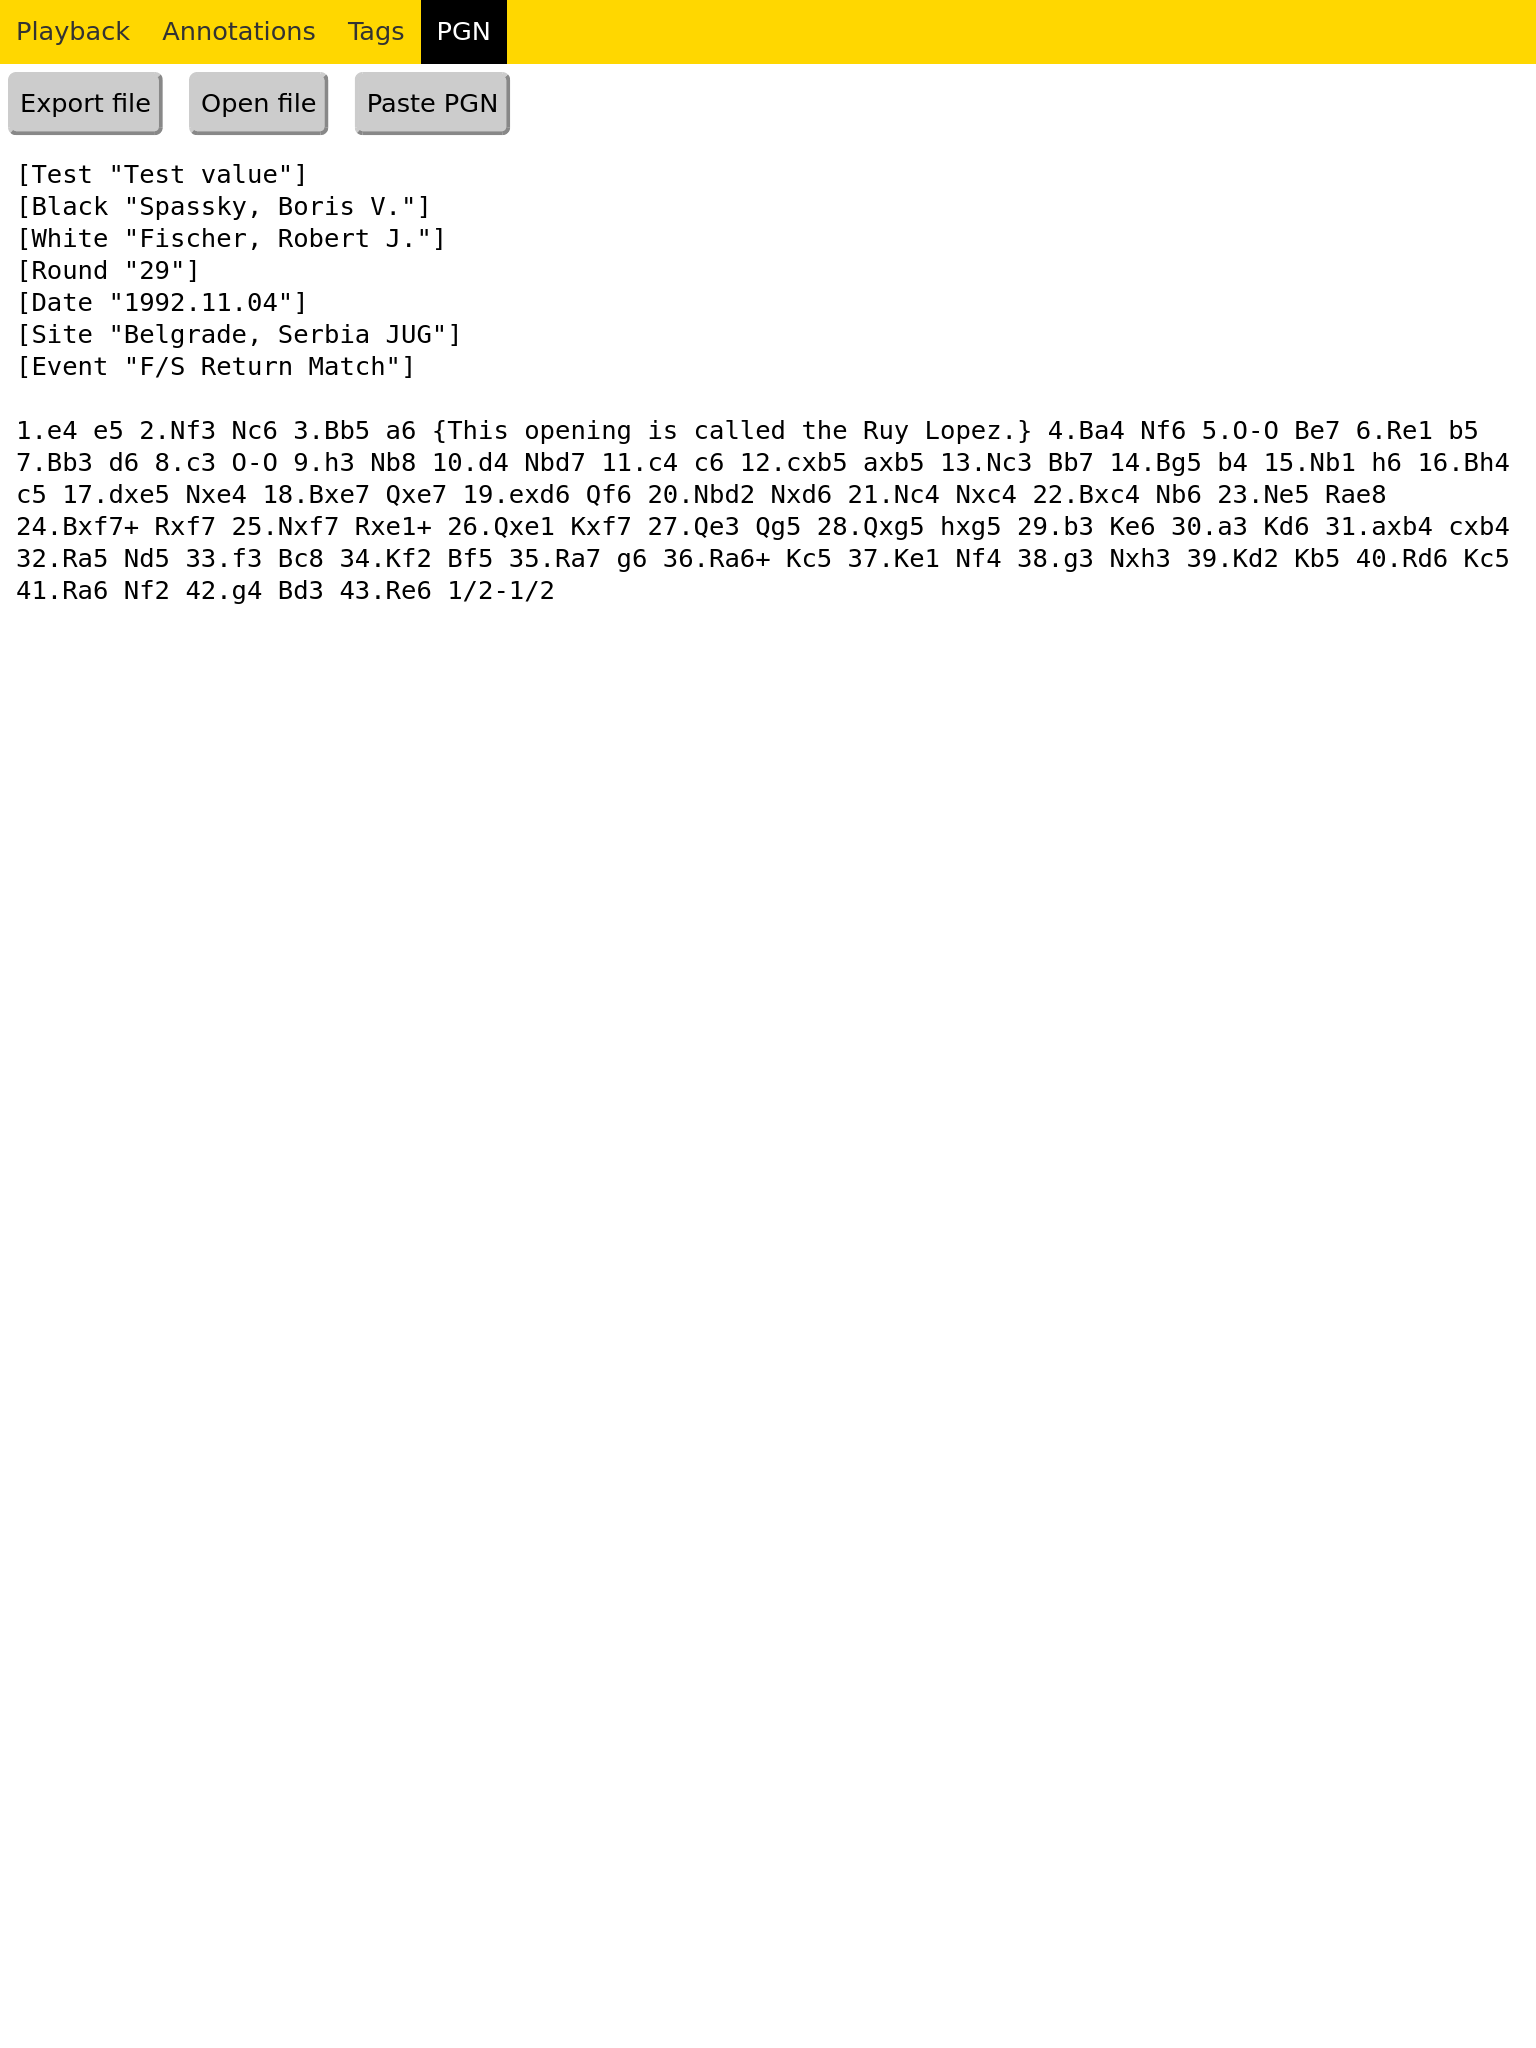 Playback Annotations Tags PGN
Export file Open file Paste PGN
[Test "Test value"]
[Black "Spassky, Boris V."]
[White "Fischer, Robert J."]
[Round "29"]
[Date "1992.11.04"]
[Site "Belgrade, Serbia JUG"]
[Event "F/S Return Match"]

1.e4 e5 2.Nf3 Nc6 3.Bb5 a6 {This opening is called the Ruy Lopez.} 4.Ba4 Nf6 5.O-O Be7 6.Re1 b5
7.Bb3 d6 8.c3 O-O 9.h3 Nb8 10.d4 Nbd7 11.c4 c6 12.cxb5 axb5 13.Nc3 Bb7 14.Bg5 b4 15.Nb1 h6 16.Bh4
c5 17.dxe5 Nxe4 18.Bxe7 Qxe7 19.exd6 Qf6 20.Nbd2 Nxd6 21.Nc4 Nxc4 22.Bxc4 Nb6 23.Ne5 Rae8
24.Bxf7+ Rxf7 25.Nxf7 Rxe1+ 26.Qxe1 Kxf7 27.Qe3 Qg5 28.Qxg5 hxg5 29.b3 Ke6 30.a3 Kd6 31.axb4 cxb4
32.Ra5 Nd5 33.f3 Bc8 34.Kf2 Bf5 35.Ra7 g6 36.Ra6+ Kc5 37.Ke1 Nf4 38.g3 Nxh3 39.Kd2 Kb5 40.Rd6 Kc5
41.Ra6 Nf2 42.g4 Bd3 43.Re6 1/2-1/2